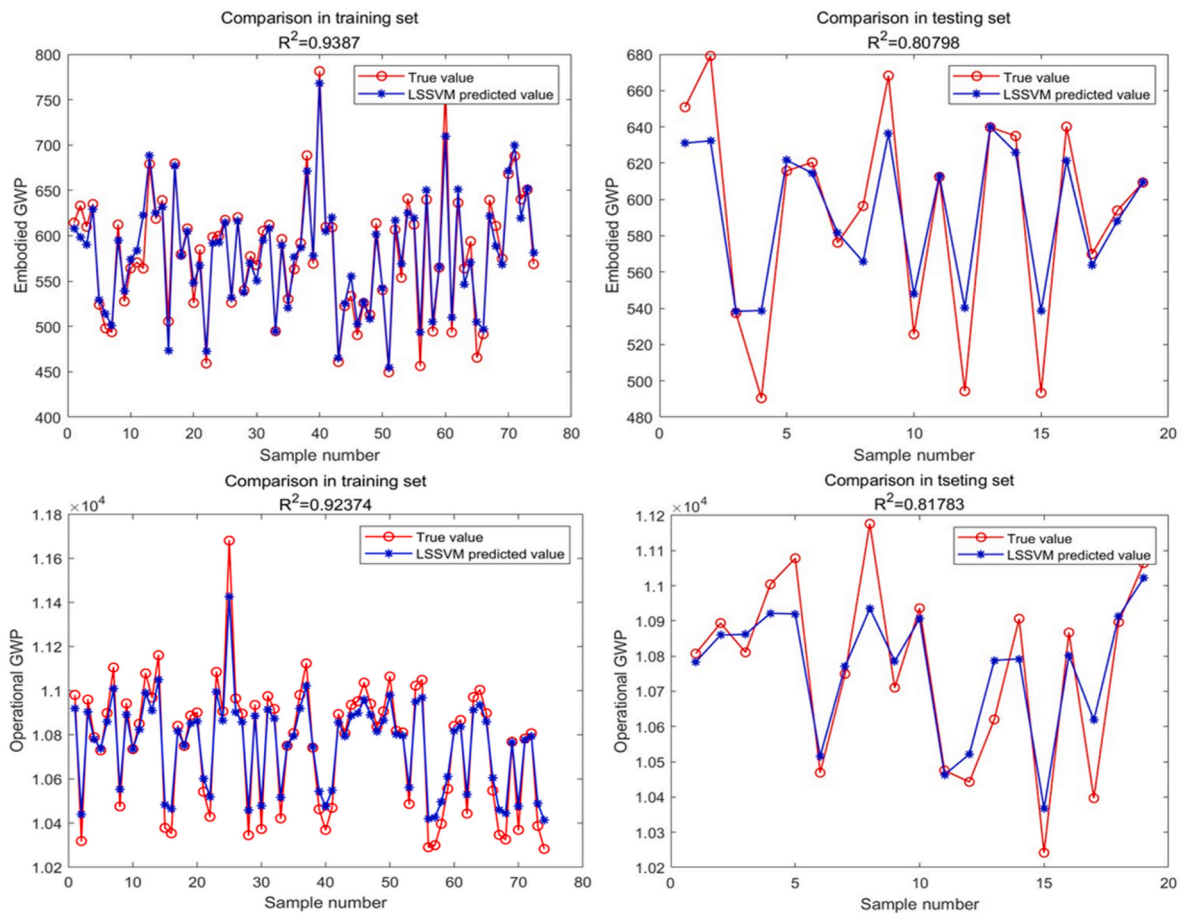 Comparison in training set
R²=0.9387
800
750
700
650
600
550
500
450
400
Embodied GWP
True value
LSSVM predicted value
0 10 20 30 40 50 60 70 80
Sample number
Comparison in testing set
R²=0.80798
680
660
640
620
600
580
560
540
520
500
480
Embodied GWP
True value
LSSVM predicted value
0 5 10 15 20
Sample number
Comparison in training set
R²=0.92374
×10⁴
1.18
1.16
1.14
1.12
1.1
1.08
1.06
1.04
1.02
Operational GWP
True value
LSSVM predicted value
0 10 20 30 40 50 60 70 80
Sample number
Comparison in tseting set
R²=0.81783
×10⁴
1.12
1.11
1.1
1.09
1.08
1.07
1.06
1.05
1.04
1.03
1.02
Operational GWP
True value
LSSVM predicted value
0 5 10 15 20
Sample number